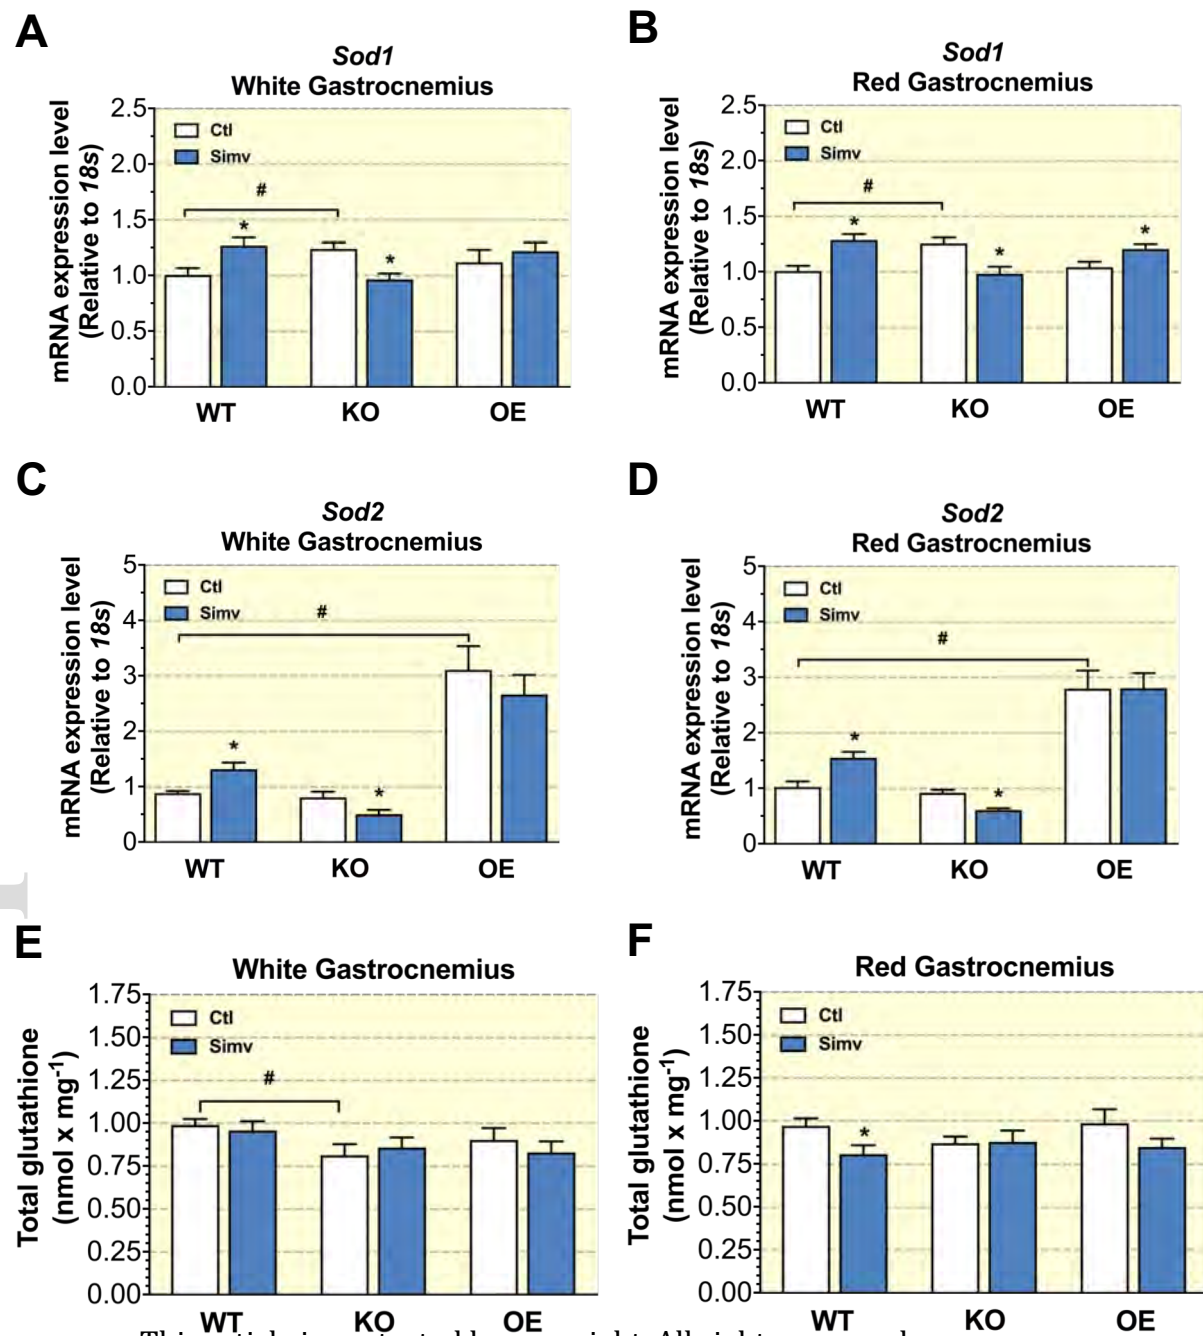 A
Sod1
White Gastrocnemius
mRNA expression level
(Relative to 18s)
2.5
2.0
1.5
1.0
0.5
0.0
Ctl
Simv
#
*
*
WT KO OE
B
Sod1
Red Gastrocnemius
mRNA expression level
(Relative to 18s)
2.5
2.0
1.5
1.0
0.5
0.0
Ctl
Simv
#
*
*
*
WT KO OE
C
Sod2
White Gastrocnemius
mRNA expression level
(Relative to 18s)
5
4
3
2
1
0
Ctl
Simv
#
*
*
WT KO OE
D
Sod2
Red Gastrocnemius
mRNA expression level
(Relative to 18s)
5
4
3
2
1
0
Ctl
Simv
#
*
*
WT KO OE
E
White Gastrocnemius
Total glutathione
(nmol x mg-1)
1.75
1.50
1.25
1.00
0.75
0.50
0.25
0.00
Ctl
Simv
#
WT KO OE
F
Red Gastrocnemius
Total glutathione
(nmol x mg-1)
1.75
1.50
1.25
1.00
0.75
0.50
0.25
0.00
Ctl
Simv
*
WT KO OE